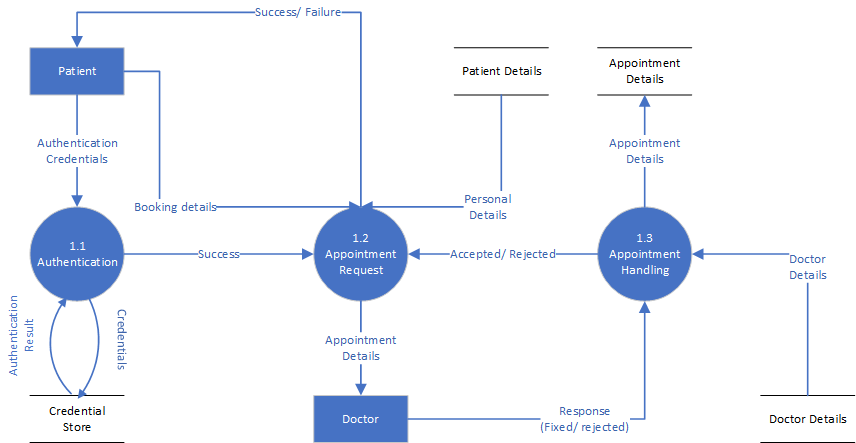 Success/ Failure
Patient
Patient Details
Appointment
Details
Authentication
Credentials
Appointment
Details
Booking details
Personal
Details
1.1
Authentication
Success
1.2
Appointment
Request
Accepted/ Rejected
1.3
Appointment
Handling
Doctor
Details
Authentication
Result
Credentials
Appointment
Details
Credential
Store
Doctor
Response
(Fixed/ rejected)
Doctor Details